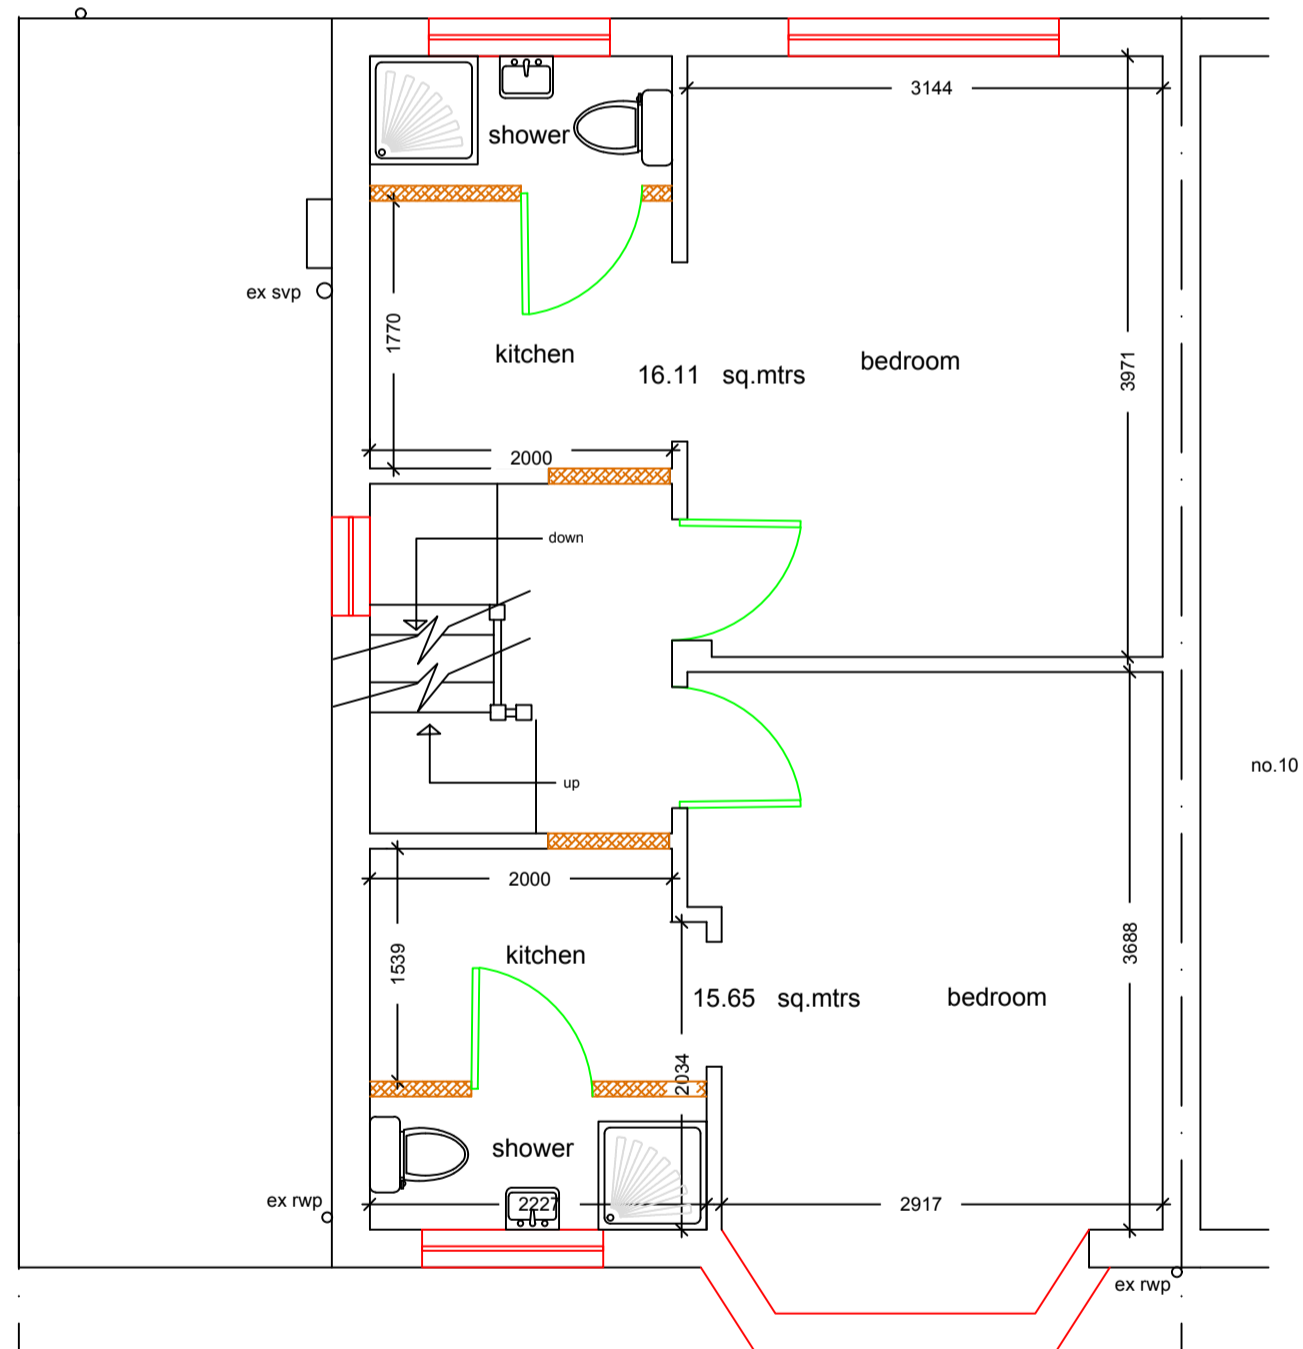 3144
shower
ex svp
1770
kitchen
bedroom
16.11 sq.mtrs
3971
2000
down
no.10
up
2000
3688
1539
kitchen
15.65 sq.mtrs
bedroom
2034
shower
ex rwp
2227
2917
ex rwp